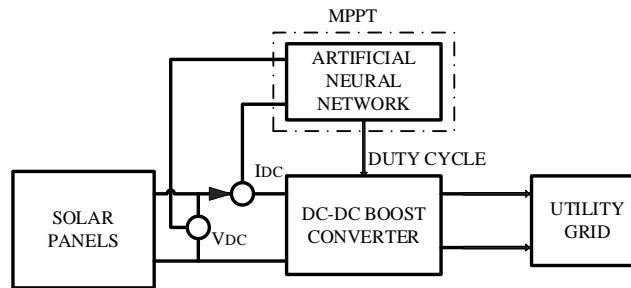 MPPT
ARTIFICIAL
NEURAL
NETWORK
DUTY CYCLE
IDC
SOLAR
PANELS
VDC
DC-DC BOOST
CONVERTER
UTILITY
GRID